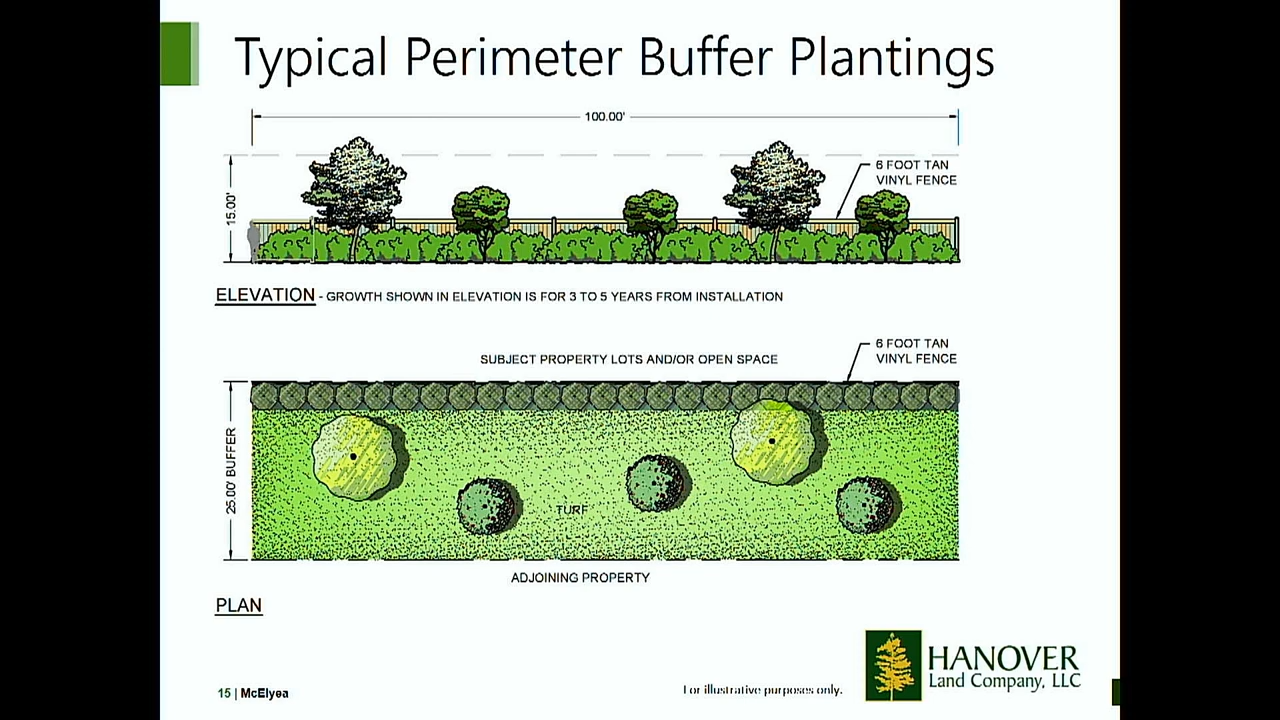 Typical Perimeter Buffer Plantings
100.00'
6 FOOT TAN
VINYL FENCE
15.00'
ELEVATION - GROWTH SHOWN IN ELEVATION IS FOR 3 TO 5 YEARS FROM INSTALLATION
6 FOOT TAN
VINYL FENCE
SUBJECT PROPERTY LOTS AND/OR OPEN SPACE
25.00' BUFFER
TURF
ADJOINING PROPERTY
PLAN
HANOVER
Land Company, LLC
15 | McElyea
For illustrative purposes only.